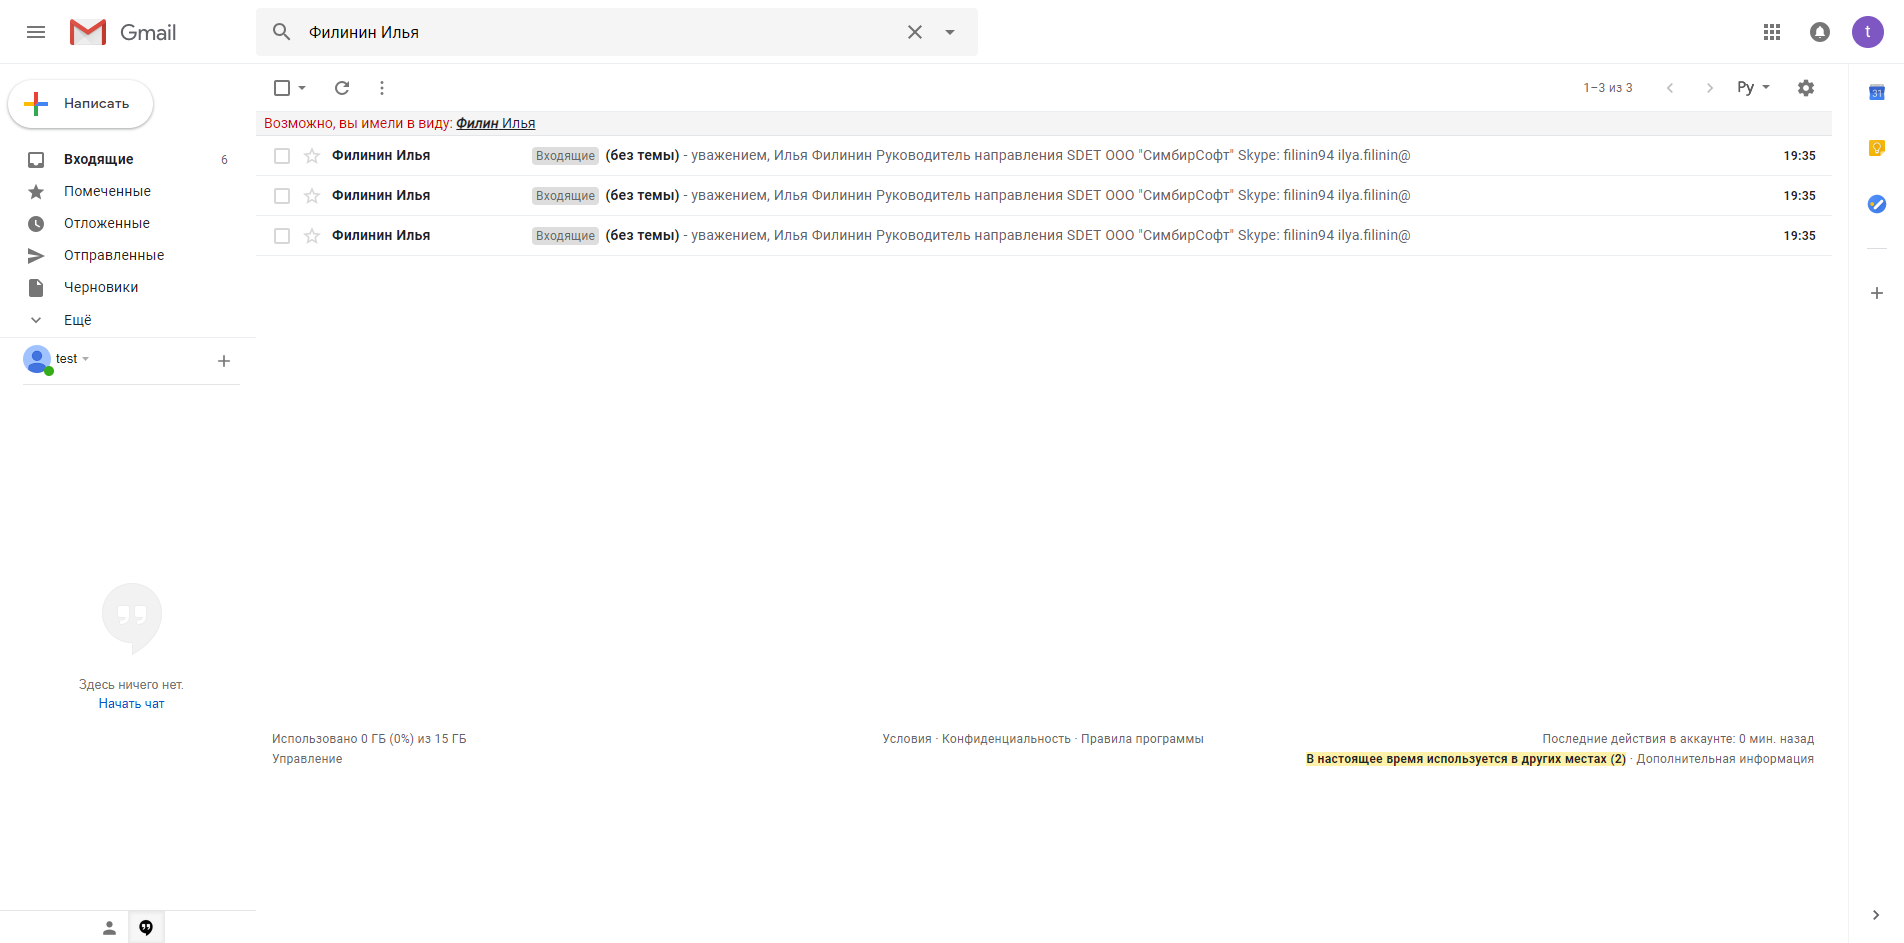 Gmail
Филинин Илья
t
Написать
1–3 из 3
Ру
31
Возможно, вы имели в виду: Филин Илья
Входящие 6
Помеченные
Отложенные
Отправленные
Черновики
Ещё
test
Филинин Илья Входящие (без темы) - уважением, Илья Филинин Руководитель направления SDET ООО "СимбирСофт" Skype: filinin94 ilya.filinin@ 19:35
Филинин Илья Входящие (без темы) - уважением, Илья Филинин Руководитель направления SDET ООО "СимбирСофт" Skype: filinin94 ilya.filinin@ 19:35
Филинин Илья Входящие (без темы) - уважением, Илья Филинин Руководитель направления SDET ООО "СимбирСофт" Skype: filinin94 ilya.filinin@ 19:35
Здесь ничего нет.
Начать чат
Использовано 0 ГБ (0%) из 15 ГБ
Управление
Условия · Конфиденциальность · Правила программы
Последние действия в аккаунте: 0 мин. назад
В настоящее время используется в других местах (2) · Дополнительная информация